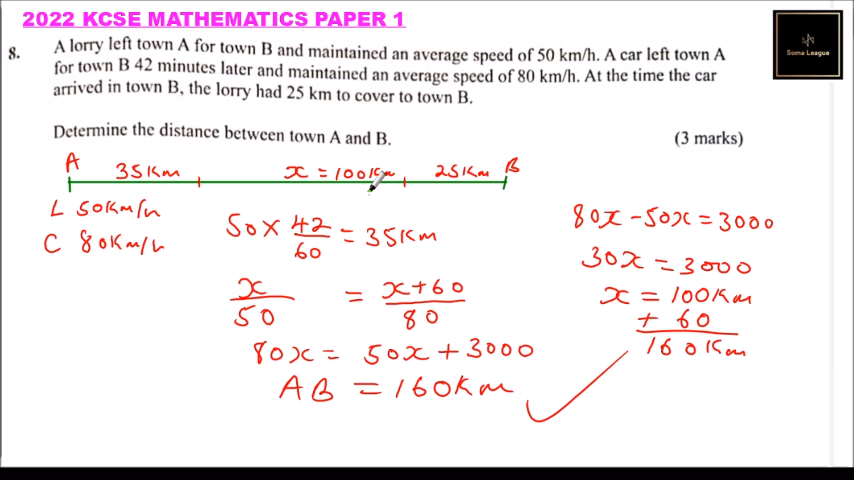 2022 KCSE MATHEMATICS PAPER 1
Soma League
8. A lorry left town A for town B and maintained an average speed of 50 km/h. A car left town A
for town B 42 minutes later and maintained an average speed of 80 km/h. At the time the car
arrived in town B, the lorry had 25 km to cover to town B.
Determine the distance between town A and B. (3 marks)
A 35Km x = 100Km 25Km B
L 50Km/h
C 80Km/h
50 × 42/60 = 35Km
x/50 = x+60/80
80x = 50x + 3000
AB = 160Km
80x - 50x = 3000
30x = 3000
x = 100Km
+ 60
160Km